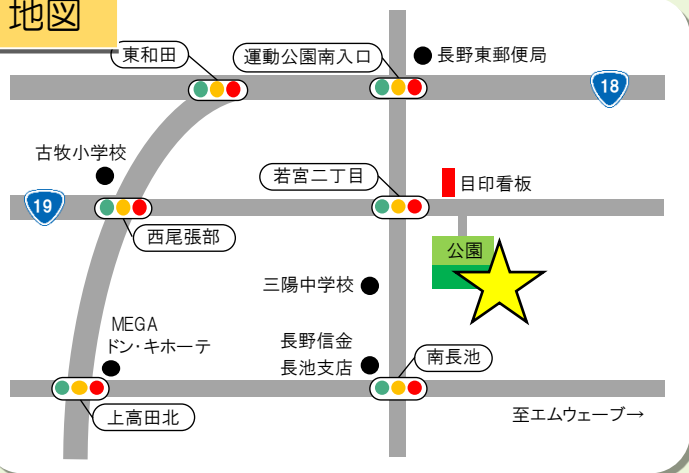 地図
東和田
運動公園南入口
長野東郵便局
18
古牧小学校
若宮二丁目
目印看板
19
西尾張部
公園
三陽中学校
MEGA
ドン・キホーテ
長野信金
長池支店
南長池
上高田北
至エムウェーブ→